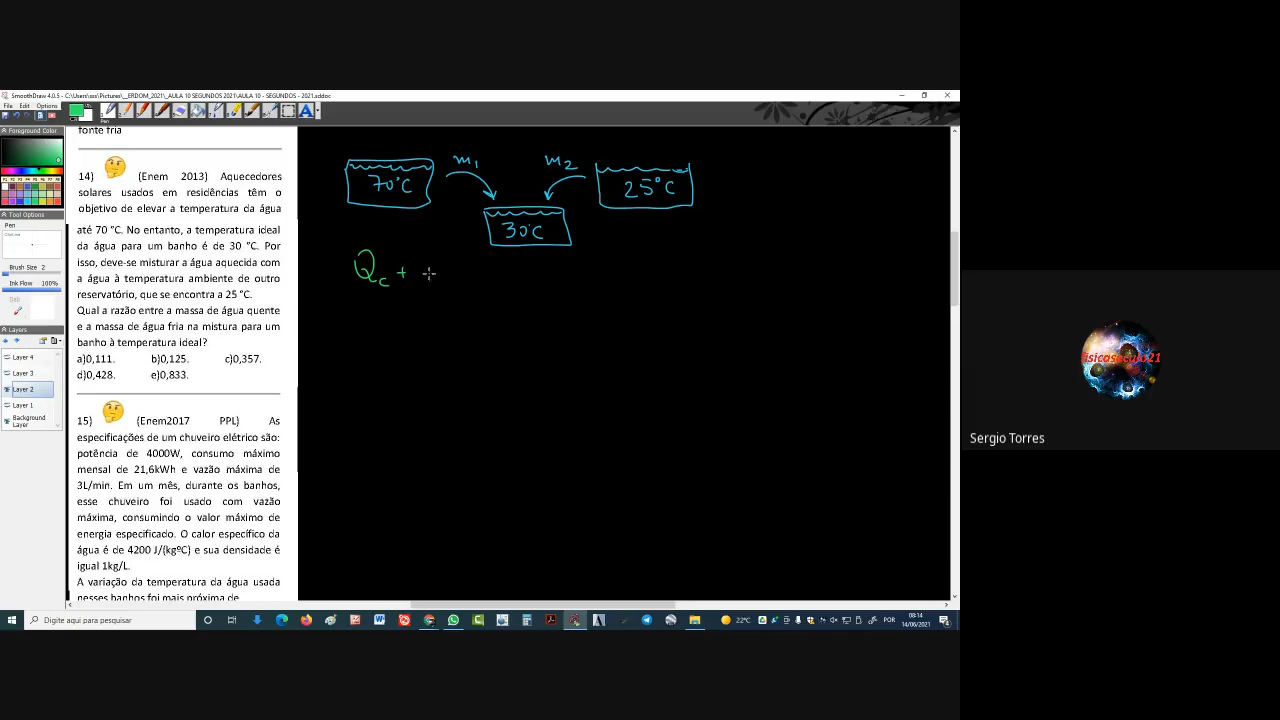 SmoothDraw 4.0.5 - C:\Users\sss\Pictures\__ERDOM_2021\_AULA 10 SEGUNDOS 2021\AULA 10 - SEGUNDOS - 2021.sddoc
File Edit Options
Pen
Foreground Color
Tool Options
Pen
Brush Size 2
Ink Flow 100%
Layers
Layer 4
Layer 3
Layer 2
Layer 1
Background
Layer
fonte fria
14) (Enem 2013) Aquecedores
solares usados em residências têm o
objetivo de elevar a temperatura da água
até 70 °C. No entanto, a temperatura ideal
da água para um banho é de 30 °C. Por
isso, deve-se misturar a água aquecida com
a água à temperatura ambiente de outro
reservatório, que se encontra a 25 °C.
Qual a razão entre a massa de água quente
e a massa de água fria na mistura para um
banho à temperatura ideal?
a)0,111. b)0,125. c)0,357.
d)0,428. e)0,833.
15) (Enem2017 PPL) As
especificações de um chuveiro elétrico são:
potência de 4000W, consumo máximo
mensal de 21,6kWh e vazão máxima de
3L/min. Em um mês, durante os banhos,
esse chuveiro foi usado com vazão
máxima, consumindo o valor máximo de
energia especificado. O calor específico da
água é de 4200 J/(kgºC) e sua densidade é
igual 1kg/L.
A variação da temperatura da água usada
nesses banhos foi mais próxima de
m1 m2
70°C 25°C
30°C
Qc +
fisicaseculo21
Sergio Torres
Digite aqui para pesquisar
22°C
POR
08:14
14/06/2021